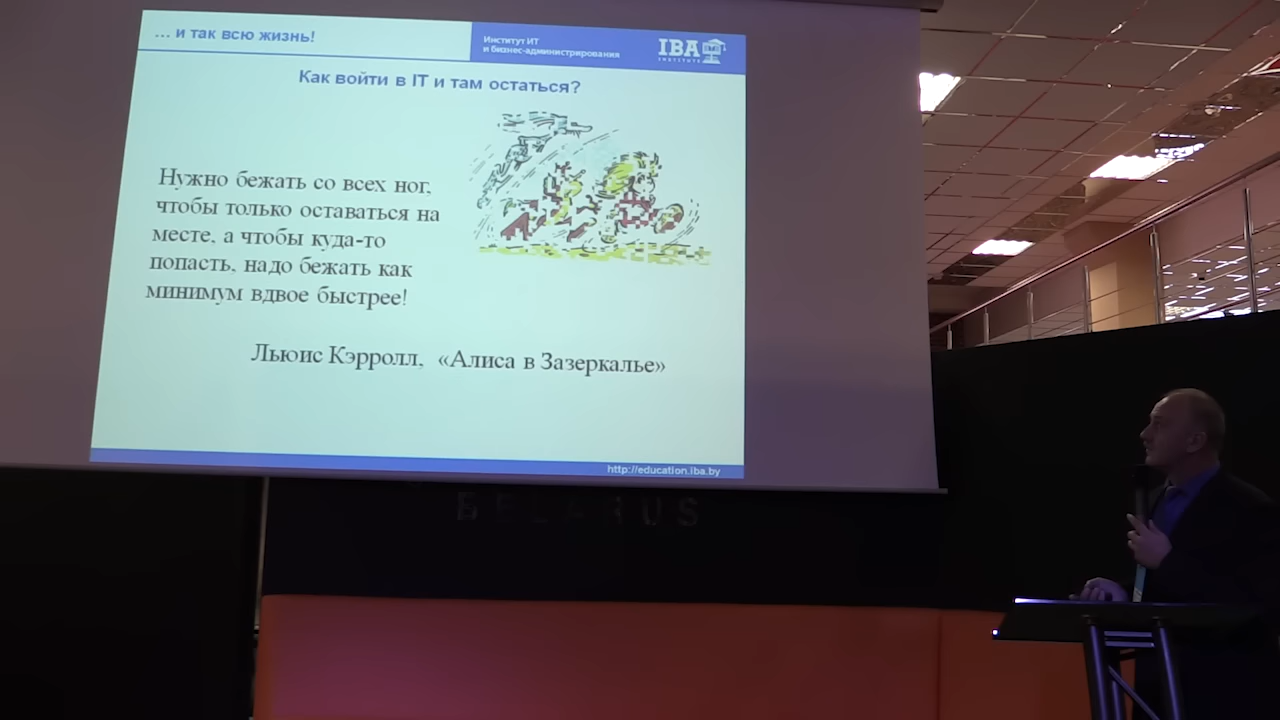 ... и так всю жизнь!
Институт ИТ
и бизнес-администрирования
IBA
INSTITUTE
Как войти в IT и там остаться?
Нужно бежать со всех ног,
чтобы только оставаться на
месте, а чтобы куда-то
попасть, надо бежать как
минимум вдвое быстрее!
Льюис Кэрролл, «Алиса в Зазеркалье»
http://education.iba.by
BELARUS